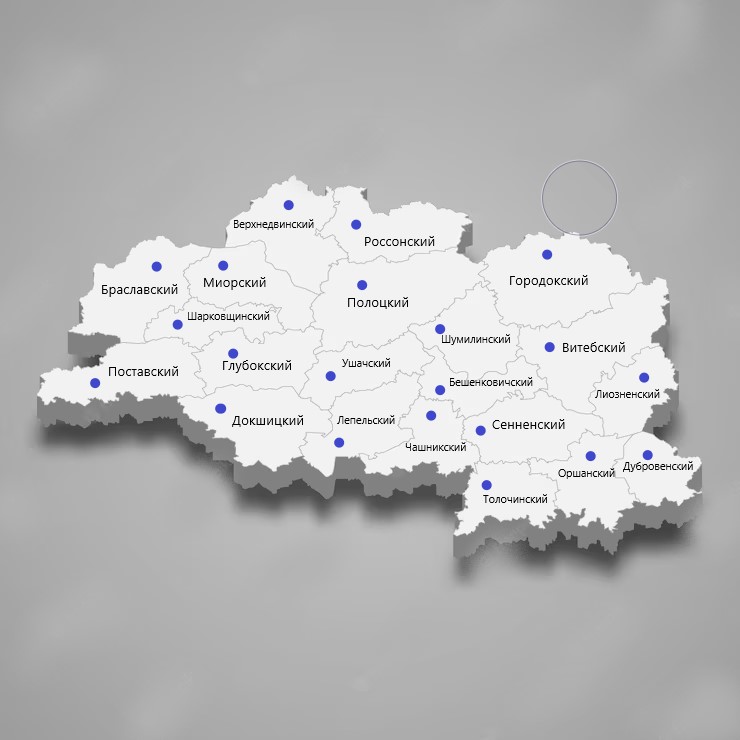 Верхнедвинский
Россонский
Городокский
Браславский
Миорский
Полоцкий
Шарковщинский
Шумилинский
Витебский
Поставский
Глубокский
Ушачский
Бешенковичский
Лиозненский
Докшицкий
Лепельский
Сенненский
Чашникский
Оршанский
Дубровенский
Толочинский